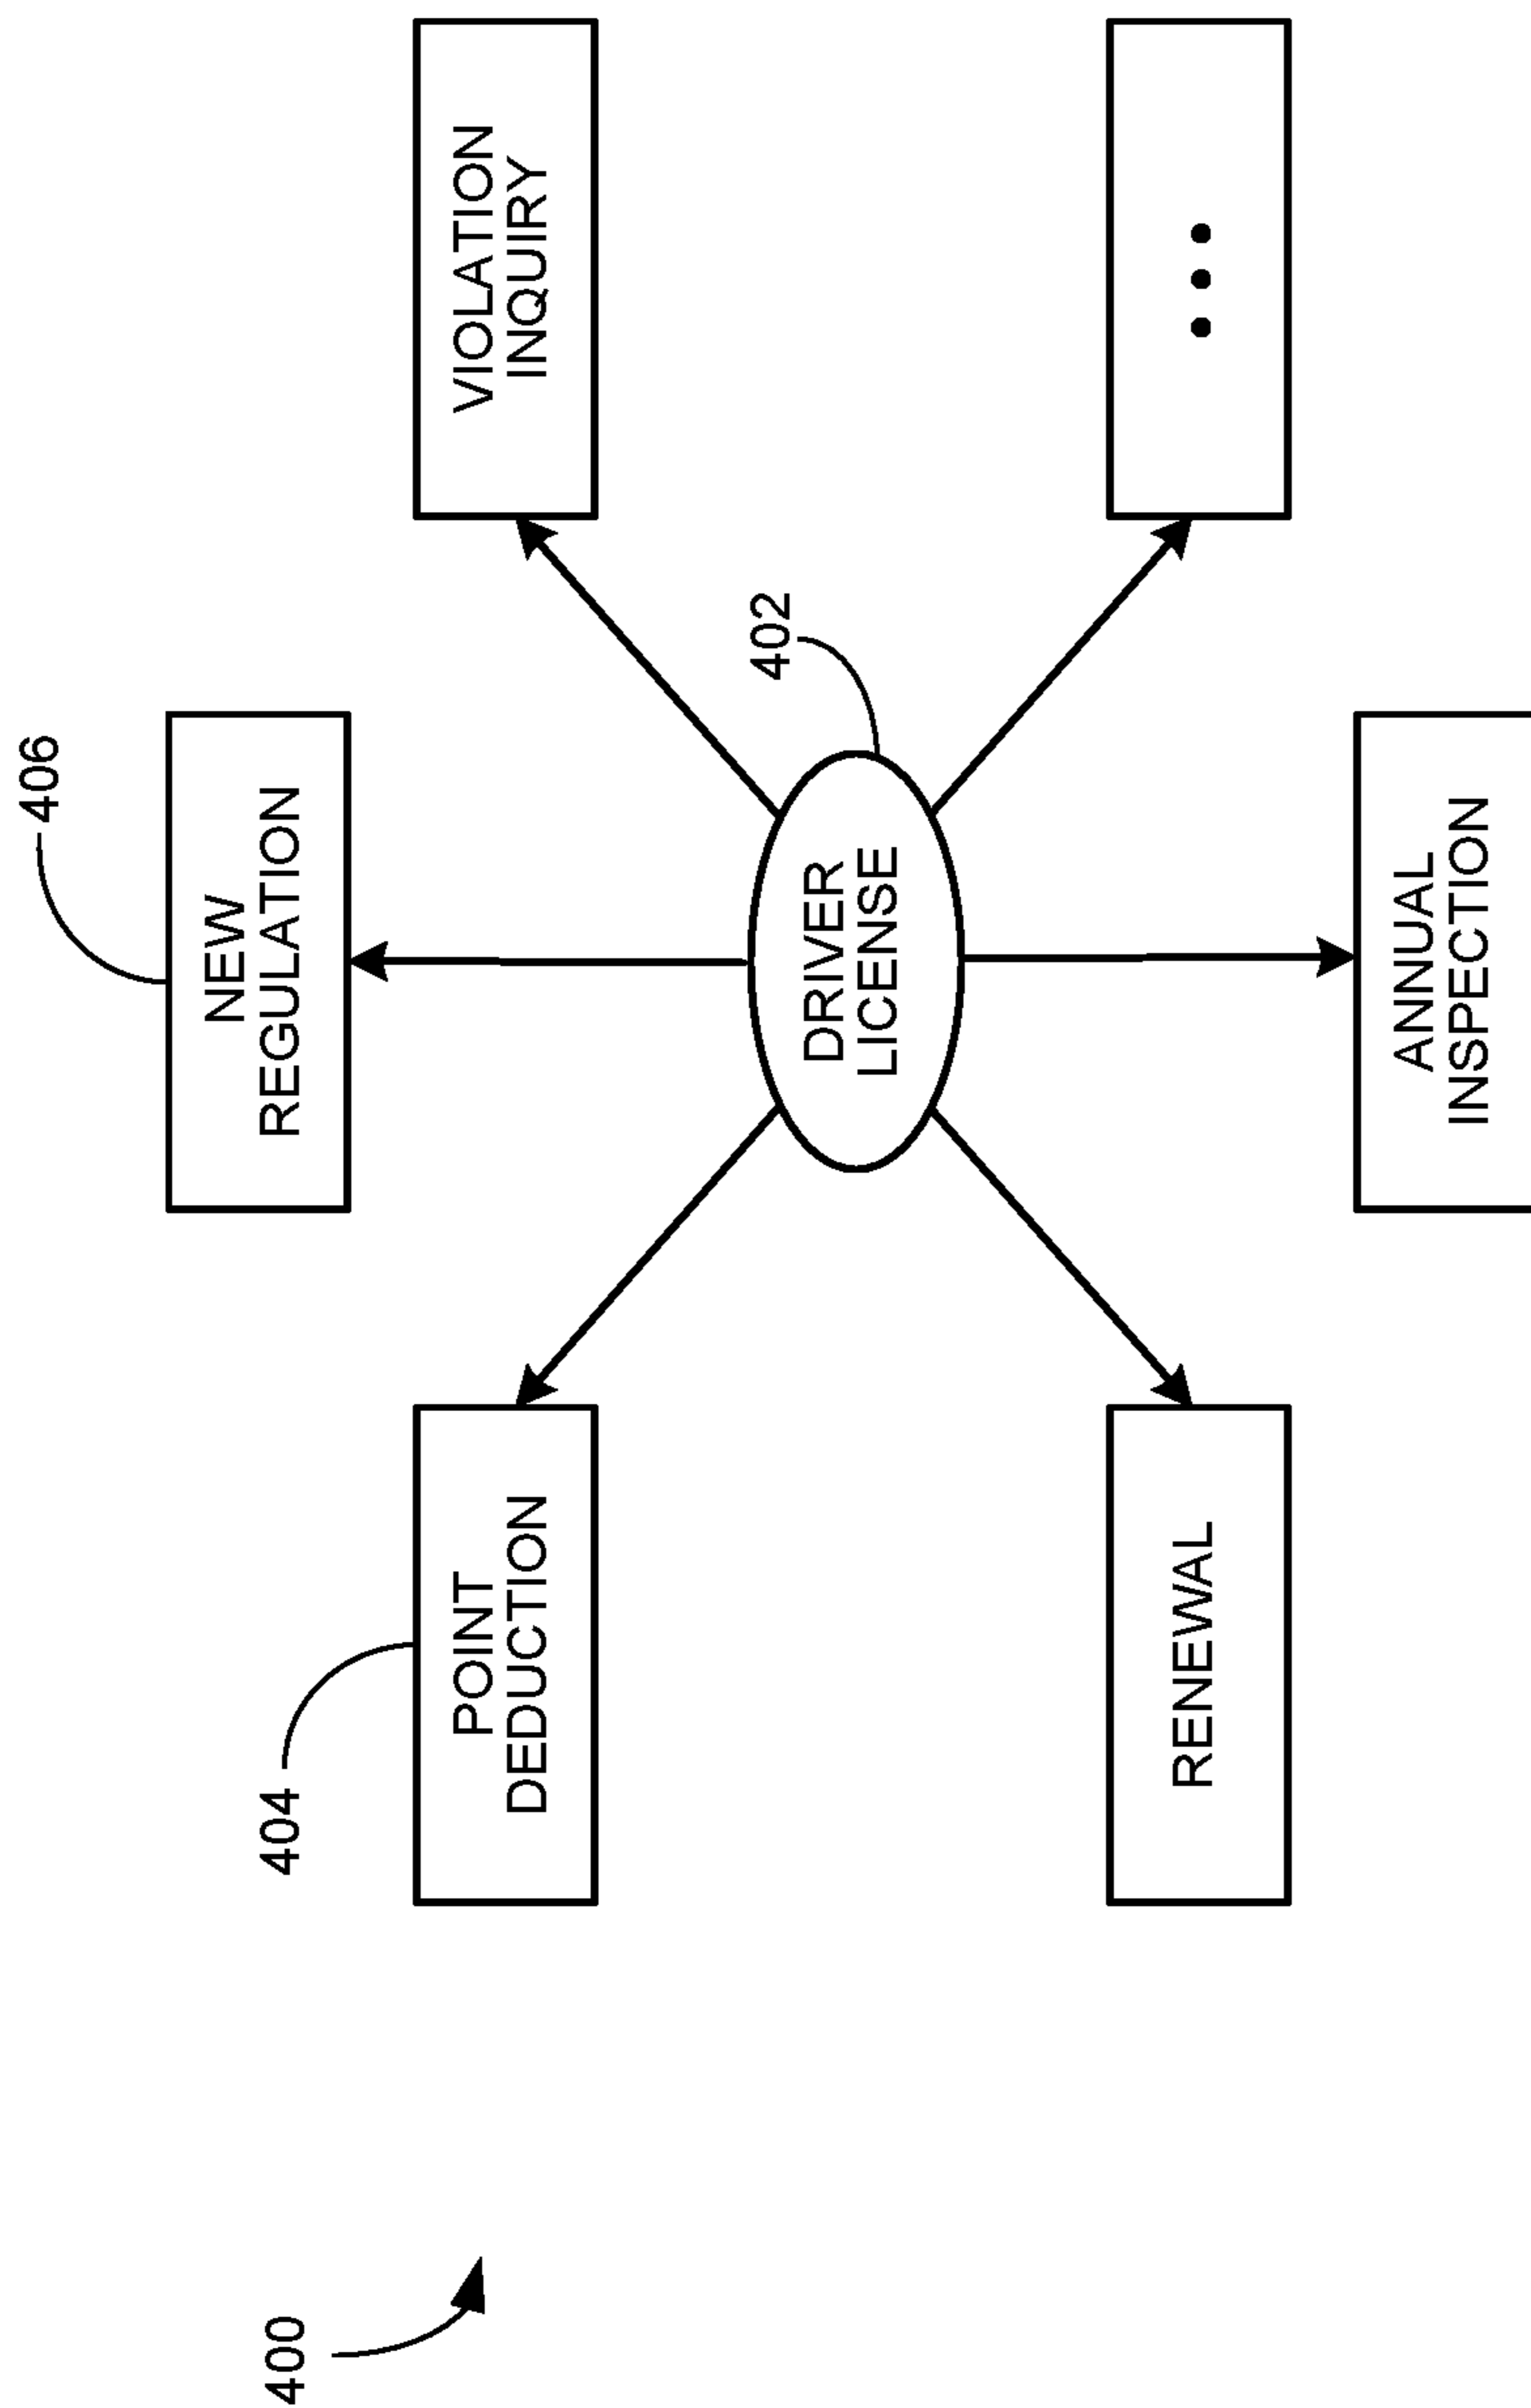 400
406
404
NEW
REGULATION
POINT
DEDUCTION
VIOLATION
INQUIRY
402
DRIVER
LICENSE
RENEWAL
• • •
ANNUAL
INSPECTION